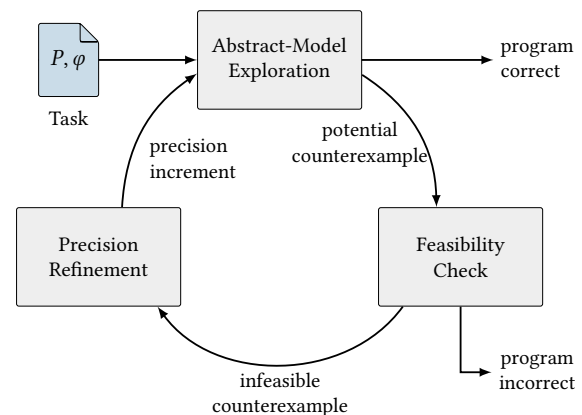 P, φ
Task
Abstract-Model
Exploration
program
correct
potential
counterexample
precision
increment
Precision
Refinement
Feasibility
Check
infeasible
counterexample
program
incorrect